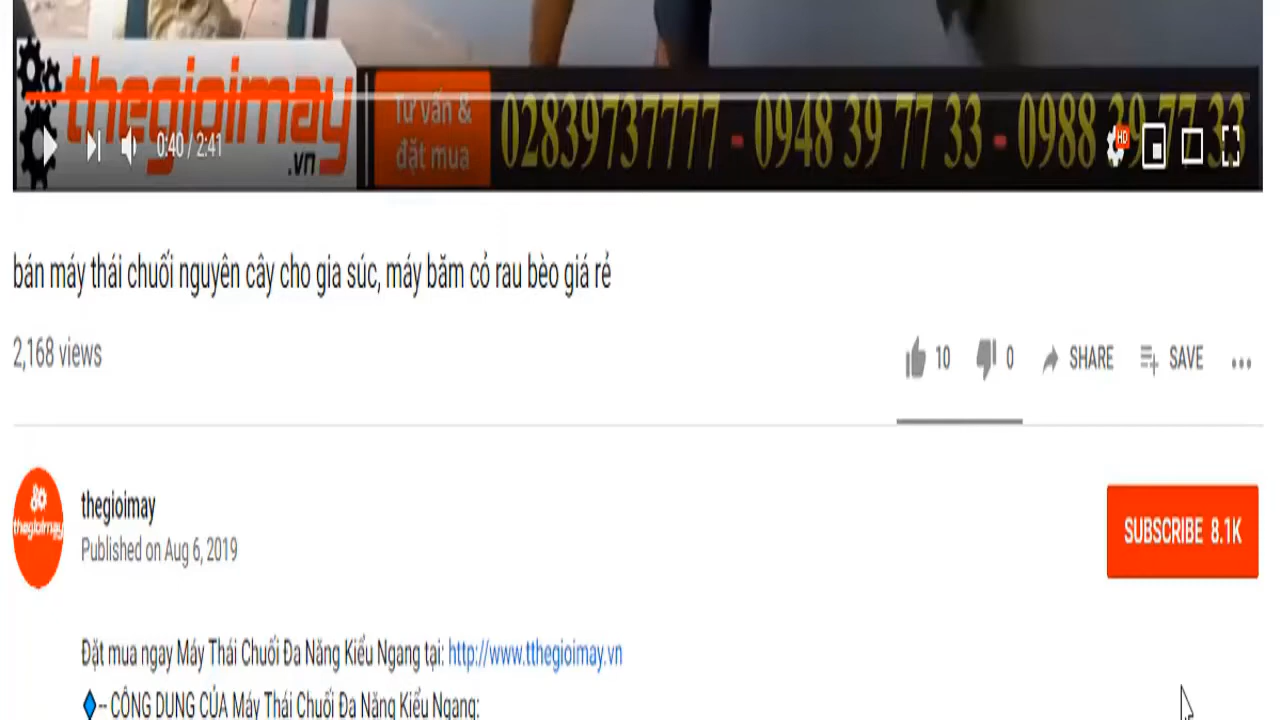 thegioimay
.vn
Tư vấn &
đặt mua
02839737777 - 0948 39 77 33 - 0988 39 77 33
HD
0:40 / 2:41
bán máy thái chuối nguyên cây cho gia súc, máy băm cỏ rau bèo giá rẻ
2,168 views
10 0 SHARE SAVE
thegioimay
thegioimay
Published on Aug 6, 2019
SUBSCRIBE 8.1K
Đặt mua ngay Máy Thái Chuối Đa Năng Kiểu Ngang tại: http://www.tthegioimay.vn
-- CÔNG DỤNG CỦA Máy Thái Chuối Đa Năng Kiểu Ngang: